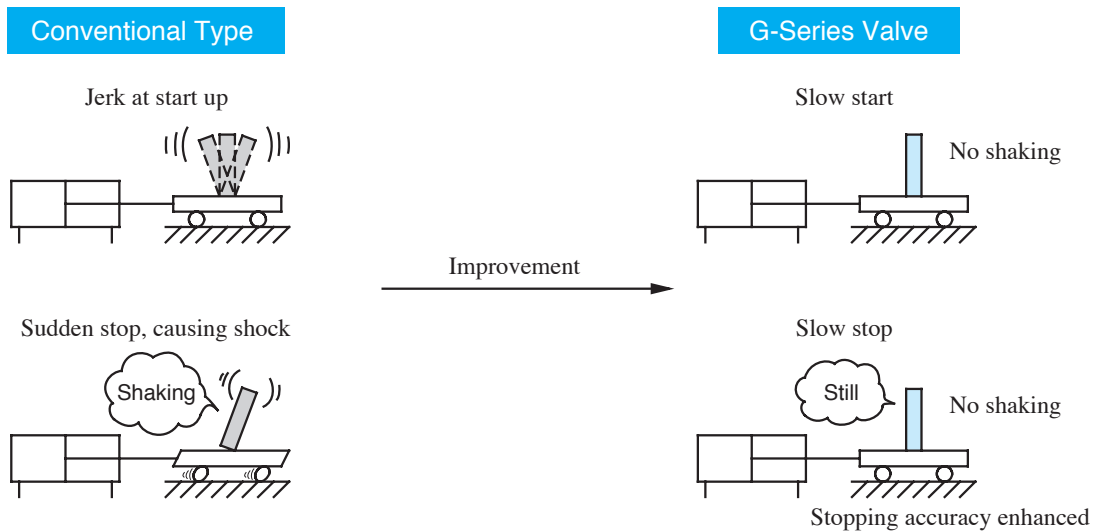 Conventional Type
G-Series Valve
Jerk at start up
Slow start
No shaking
Improvement
Sudden stop, causing shock
Shaking
Slow stop
Still
No shaking
Stopping accuracy enhanced